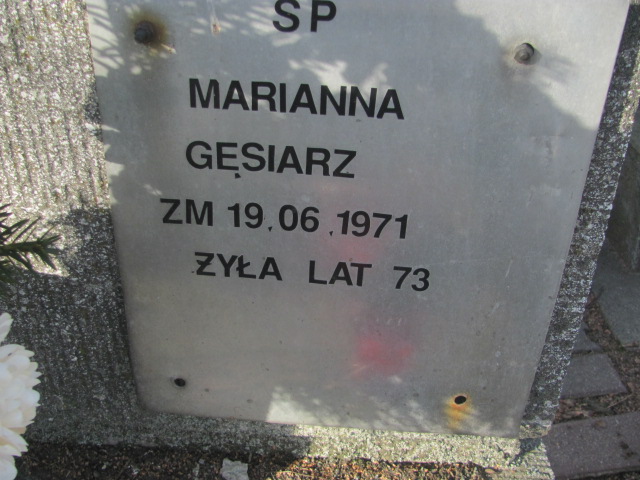 SP
MARIANNA
GĘSIARZ
ZM 19.06.1971
ŻYŁA LAT 73